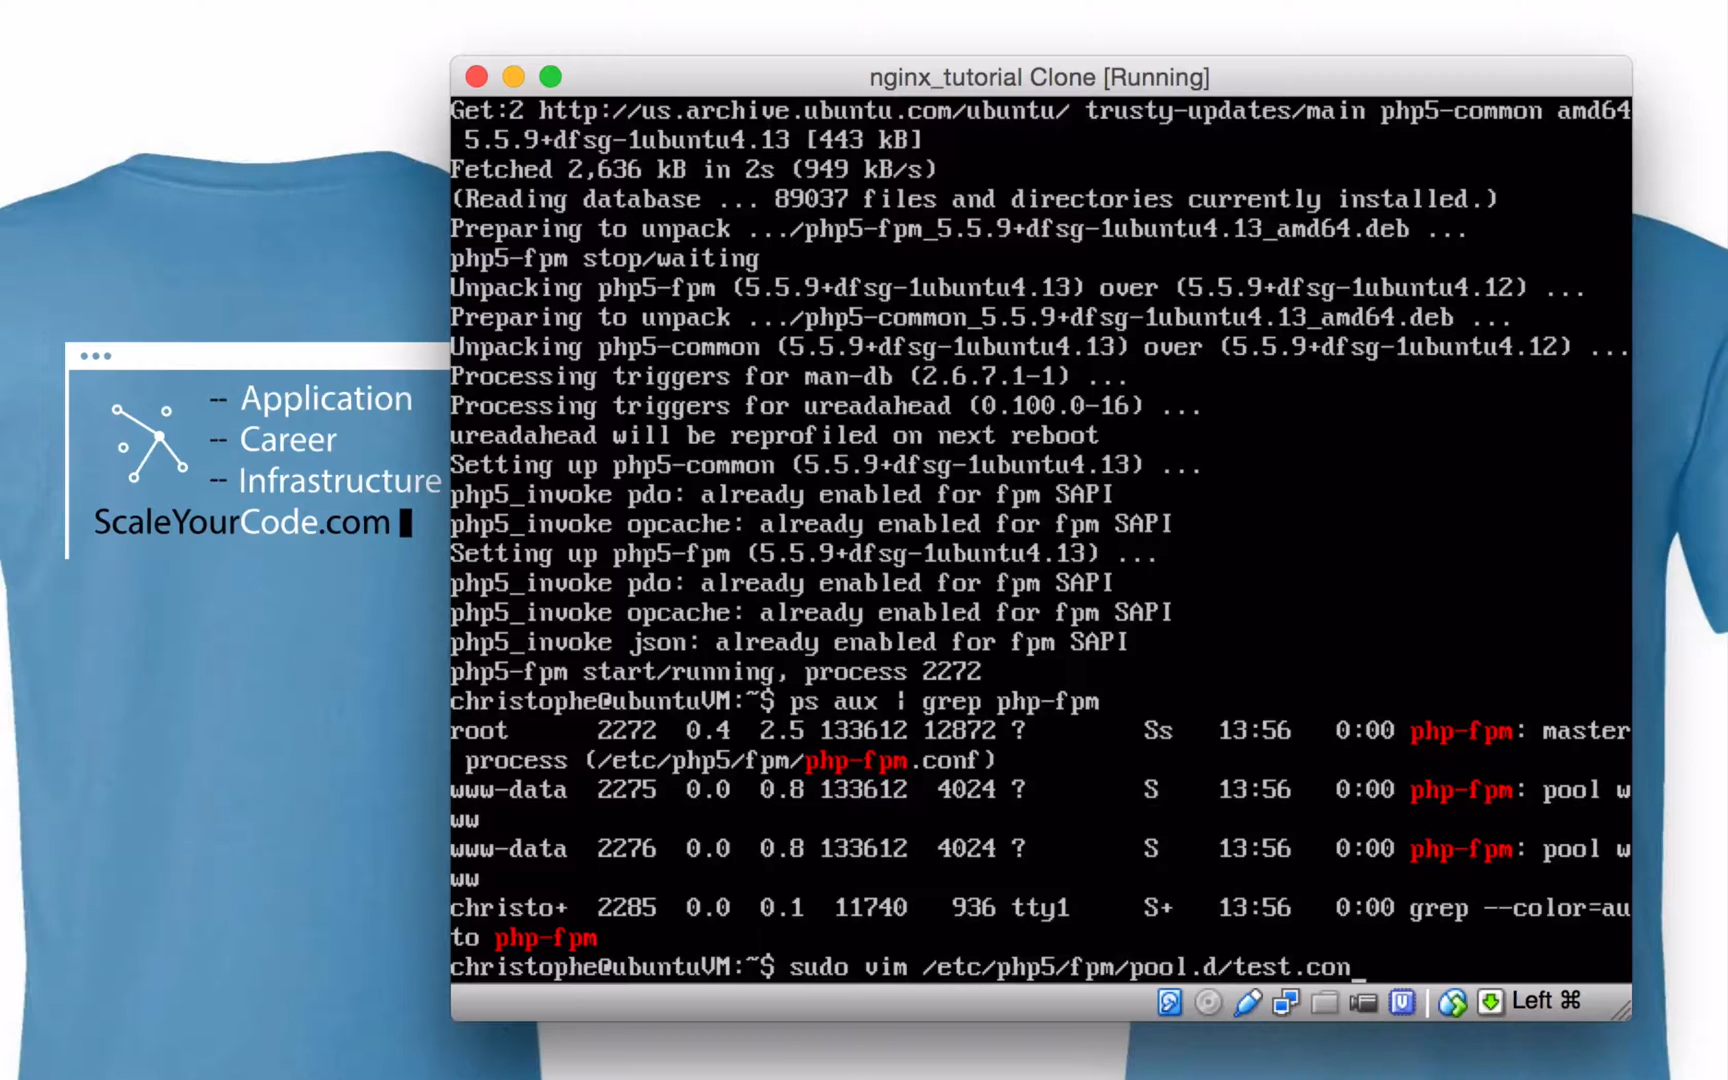 nginx_tutorial Clone [Running]
Get:2 http://us.archive.ubuntu.com/ubuntu/ trusty-updates/main php5-common amd64
5.5.9+dfsg-1ubuntu4.13 [443 kB]
Fetched 2,636 kB in 2s (949 kB/s)
(Reading database ... 89037 files and directories currently installed.)
Preparing to unpack .../php5-fpm_5.5.9+dfsg-1ubuntu4.13_amd64.deb ...
php5-fpm stop/waiting
Unpacking php5-fpm (5.5.9+dfsg-1ubuntu4.13) over (5.5.9+dfsg-1ubuntu4.12) ...
Preparing to unpack .../php5-common_5.5.9+dfsg-1ubuntu4.13_amd64.deb ...
Unpacking php5-common (5.5.9+dfsg-1ubuntu4.13) over (5.5.9+dfsg-1ubuntu4.12) ...
Processing triggers for man-db (2.6.7.1-1) ...
Processing triggers for ureadahead (0.100.0-16) ...
ureadahead will be reprofiled on next reboot
Setting up php5-common (5.5.9+dfsg-1ubuntu4.13) ...
php5_invoke pdo: already enabled for fpm SAPI
php5_invoke opcache: already enabled for fpm SAPI
Setting up php5-fpm (5.5.9+dfsg-1ubuntu4.13) ...
php5_invoke pdo: already enabled for fpm SAPI
php5_invoke opcache: already enabled for fpm SAPI
php5_invoke json: already enabled for fpm SAPI
php5-fpm start/running, process 2272
christophe@ubuntuVM:~$ ps aux | grep php-fpm
root 2272 0.4 2.5 133612 12872 ? Ss 13:56 0:00 php-fpm: master
process (/etc/php5/fpm/php-fpm.conf)
www-data 2275 0.0 0.8 133612 4024 ? S 13:56 0:00 php-fpm: pool w
ww
www-data 2276 0.0 0.8 133612 4024 ? S 13:56 0:00 php-fpm: pool w
ww
christo+ 2285 0.0 0.1 11740 936 tty1 S+ 13:56 0:00 grep --color=au
to php-fpm
christophe@ubuntuVM:~$ sudo vim /etc/php5/fpm/pool.d/test.con_
Left ⌘
-- Application
-- Career
-- Infrastructure
ScaleYourCode.com